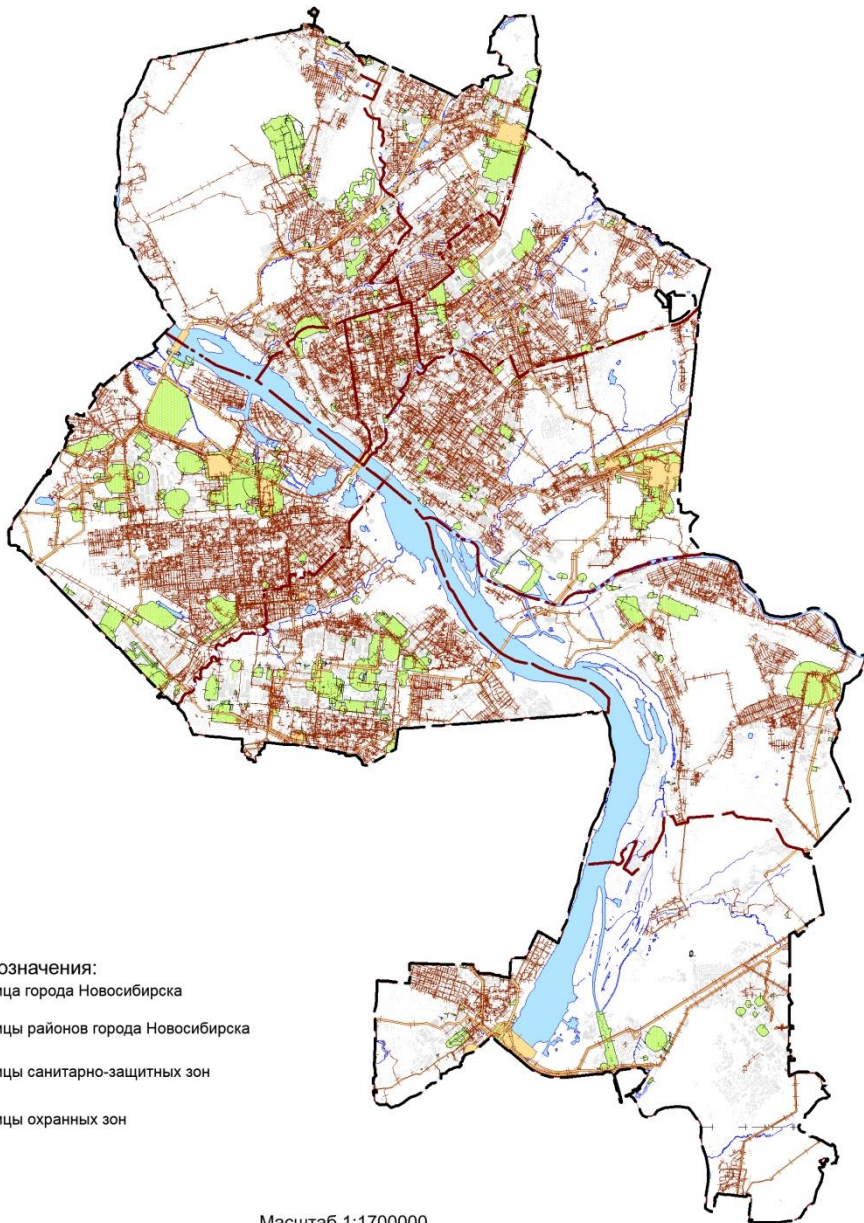 означения:
ица города Новосибирска
ицы районов города Новосибирска
ицы санитарно-защитных зон
ицы охранных зон
Масштаб 1:1700000